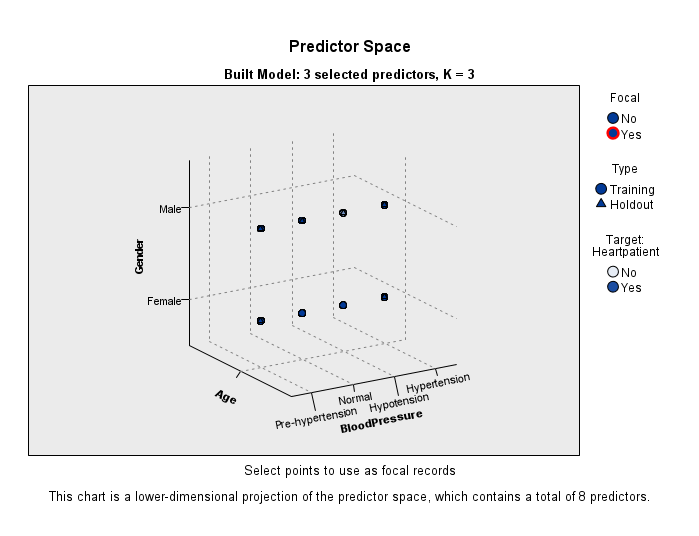 Predictor Space
Built Model: 3 selected predictors, K = 3
Focal
No
Yes
Type
Training
Holdout
Target:
Heartpatient
No
Yes
Male
Gender
Female
Age
Hypertension
Normal
Hypotension
Pre-hypertension
BloodPressure
Select points to use as focal records
This chart is a lower-dimensional projection of the predictor space, which contains a total of 8 predictors.